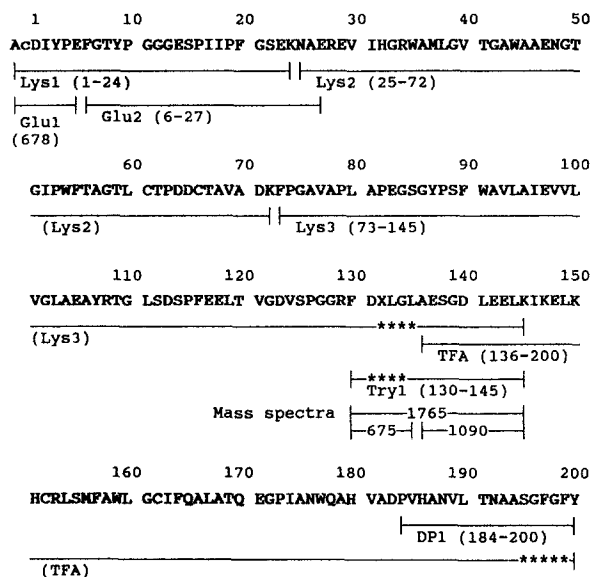 1 10 20 30 40 50
AcDIYPEFGTYP GGGESPIIPF GSEKNAEREV IHGRWAMLGV TGAWAAENGT
Lys1 (1-24) Lys2 (25-72)
Glu1 Glu2 (6-27)
(678)
60 70 80 90 100
GIPWFTAGTL CTPDDCTAVA DKFPGAVAPL APEGSGYPSF WAVLAIEVVL
(Lys2) Lys3 (73-145)
110 120 130 140 150
VGLAEAYRTG LSDSPFEELT VGDVSPGGRF DXLGLAESGD LEELKIKELK
(Lys3) ****
TFA (136-200)
****
Try1 (130-145)
Mass spectra 1765
675 1090
160 170 180 190 200
HCRLSMFAWL GCIFQALATQ EGPIANWQAH VADPVHANVL TNAASGFGFY
DP1 (184-200)
(TFA) *****